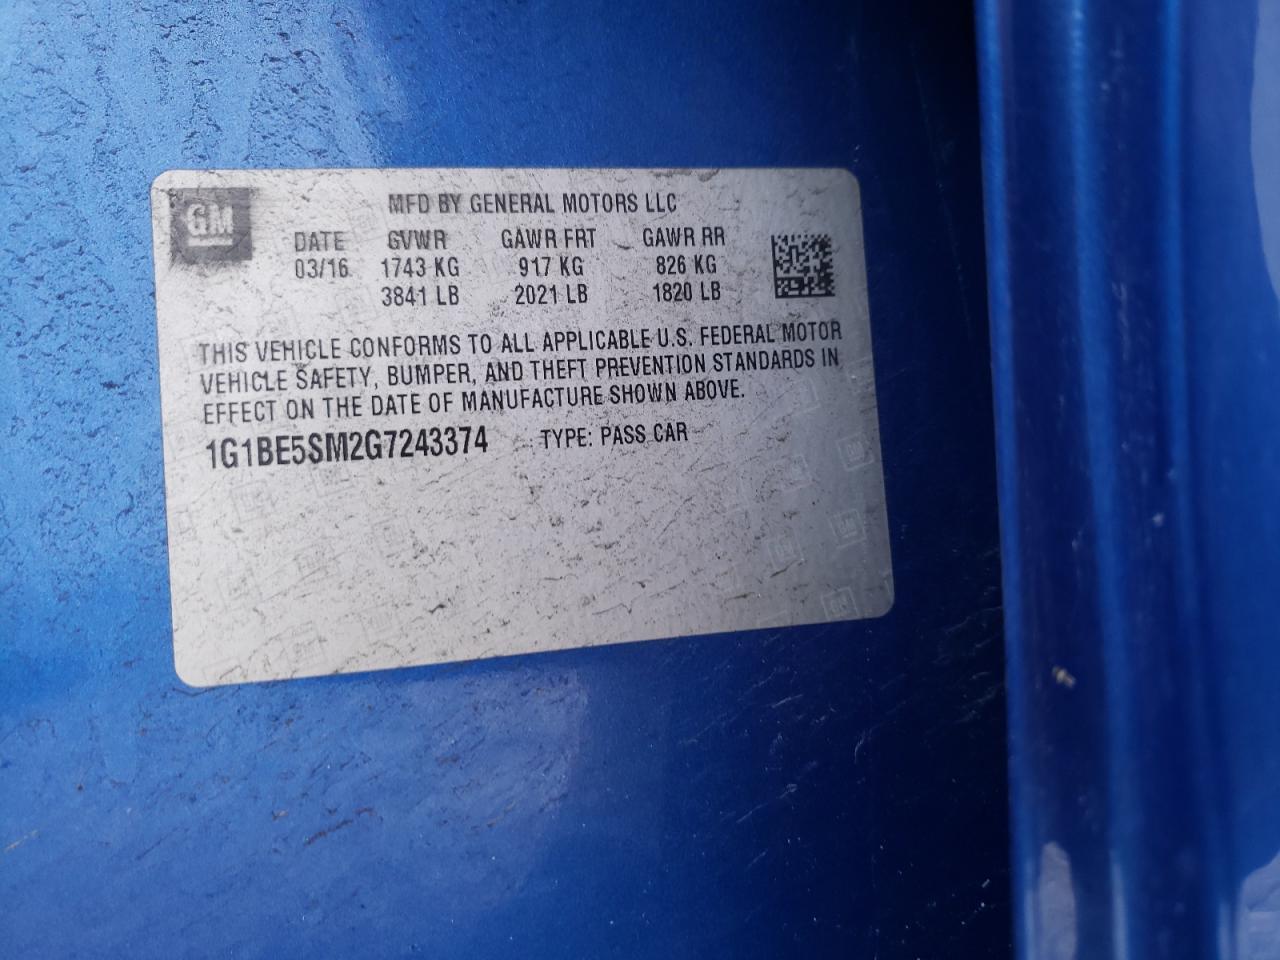 GM
MFD BY GENERAL MOTORS LLC
DATE GVWR GAWR FRT GAWR RR
03/16 1743 KG 917 KG 826 KG
3841 LB 2021 LB 1820 LB
THIS VEHICLE CONFORMS TO ALL APPLICABLE U.S. FEDERAL MOTOR
VEHICLE SAFETY, BUMPER, AND THEFT PREVENTION STANDARDS IN
EFFECT ON THE DATE OF MANUFACTURE SHOWN ABOVE.
1G1BE5SM2G7243374 TYPE: PASS CAR